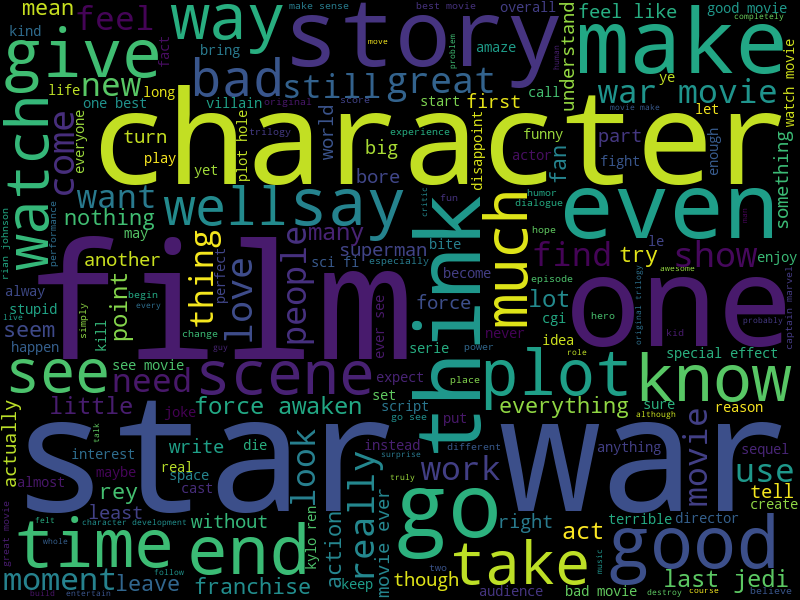 mean
feel
way
story
make
feel like
good movie
completely
make sense
best movie
overall
kind
fact
bring
move
problem
human
understand
amaze
give
bad
still
great
war movie
ye
life
long
new
one best
villain
original
score
start
call
first
let
watch movie
everyone
turn
trilogy
character
experience
movie make
watch
come
play
yet
plot hole
world
big
disappoint
funny
part
enough
actor
fight
fan
something
bore
want
well
say
critic
fun
humor
dialogue
hope
even
nothing
may
many
think
much
rian johnson
performance
another
thing
perfect
love
people
superman
bite
sci fi
especially
become
find
try
show
le
enjoy
film
one
episode
awesome
alway
stupid
live
seem
happen
point
begin
every
simply
kill
change
guy
ever see
force
never
lot
cgi
idea
hero
original trilogy
kid
probably
captain marvel
serie
power
role
see
see movie
need
scene
expect
place
plot
know
special effect
little
joke
force awaken
set
script
go see
put
everything
sure
although
reason
star
war
actually
talk
write
die
look
instead
different
surprise
anything
movie
sequel
interest
real
maybe
space
cast
kylo ren
really
movie ever
work
use
almost
rey
least
without
truly
go
right
tell
create
great movie
felt
character development
action
act
terrible
director
time
whole
end
two
music
good
moment
follow
leave
franchise
keep
though
take
last jedi
build
entertain
audience
bad movie
destroy
course
believe